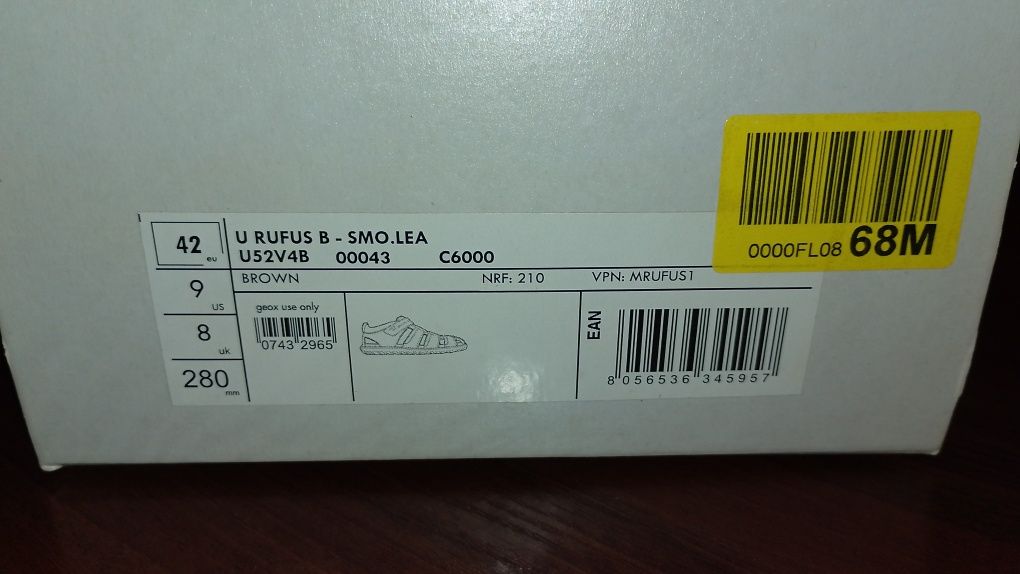 0000FL08 68M
42 eu
U RUFUS B - SMO.LEA
U52V4B 00043 C6000
BROWN NRF: 210 VPN: MRUFUS1
9 US
8 uk
280 mm
geox use only
0743 2965
EAN
8 056536 345957